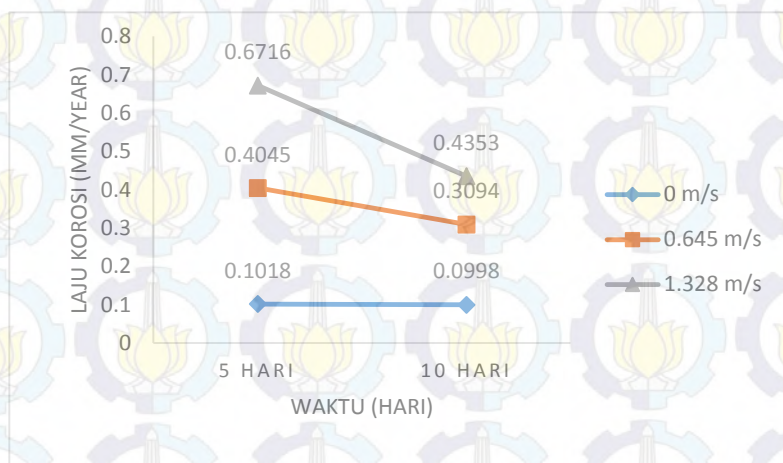 LAJU KOROSI (MM/YEAR)
0.8
0.7
0.6
0.5
0.4
0.3
0.2
0.1
0
0.6716
0.4353
0.4045
0.3094
0.1018
0.0998
5 HARI
10 HARI
WAKTU (HARI)
0 m/s
0.645 m/s
1.328 m/s